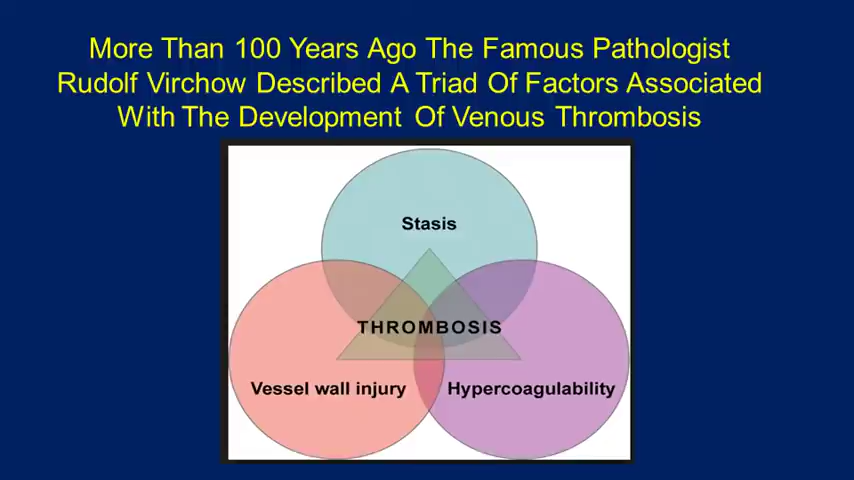 More Than 100 Years Ago The Famous Pathologist
Rudolf Virchow Described A Triad Of Factors Associated
With The Development Of Venous Thrombosis
Stasis
THROMBOSIS
Vessel wall injury
Hypercoagulability